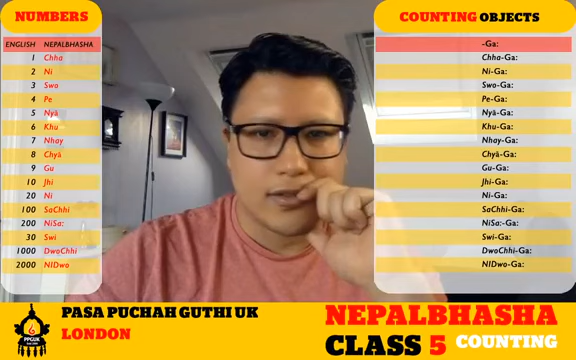 NUMBERS
ENGLISH NEPALBHASHA
1 Chha
2 Ni
3 Swo
4 Pe
5 Nyā
6 Khu
7 Nhay
8 Chyā
9 Gu
10 Jhi
20 Ni
100 SaChhi
200 NiSa:
30 Swi
1000 DwoChhi
2000 NIDwo
COUNTING OBJECTS
-Ga:
Chha-Ga:
Ni-Ga:
Swo-Ga:
Pe-Ga:
Nyā-Ga:
Khu-Ga:
Nhay-Ga:
Chyā-Ga:
Gu-Ga:
Jhi-Ga:
Ni-Ga:
SaChhi-Ga:
NiSa:-Ga:
Swi-Ga:
DwoChhi-Ga:
NIDwo-Ga:
PPGUK
PASA PUCHAH GUTHI UK
LONDON
NEPALBHASHA
CLASS 5 COUNTING